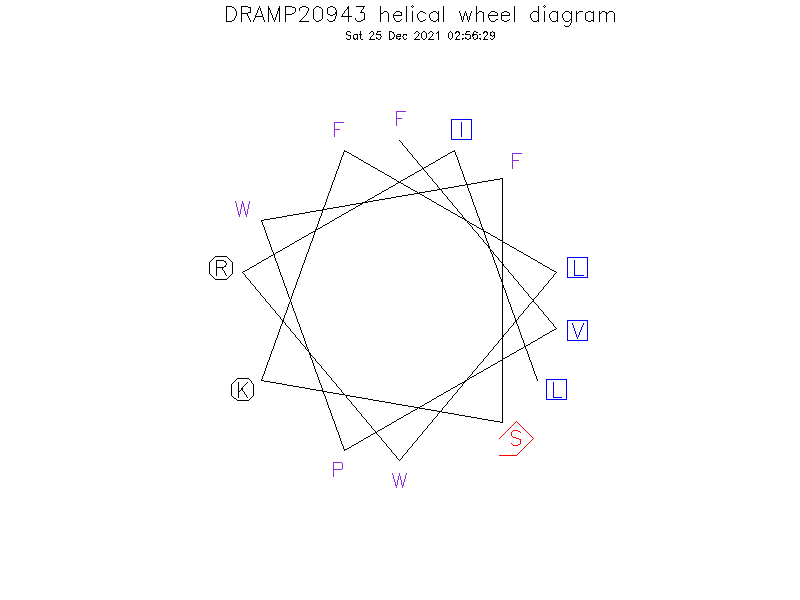 DRAMP20943 helical wheel diagram
Sat 25 Dec 2021 02:56:29
F F I
F
W
R L
V
K L
S
P W